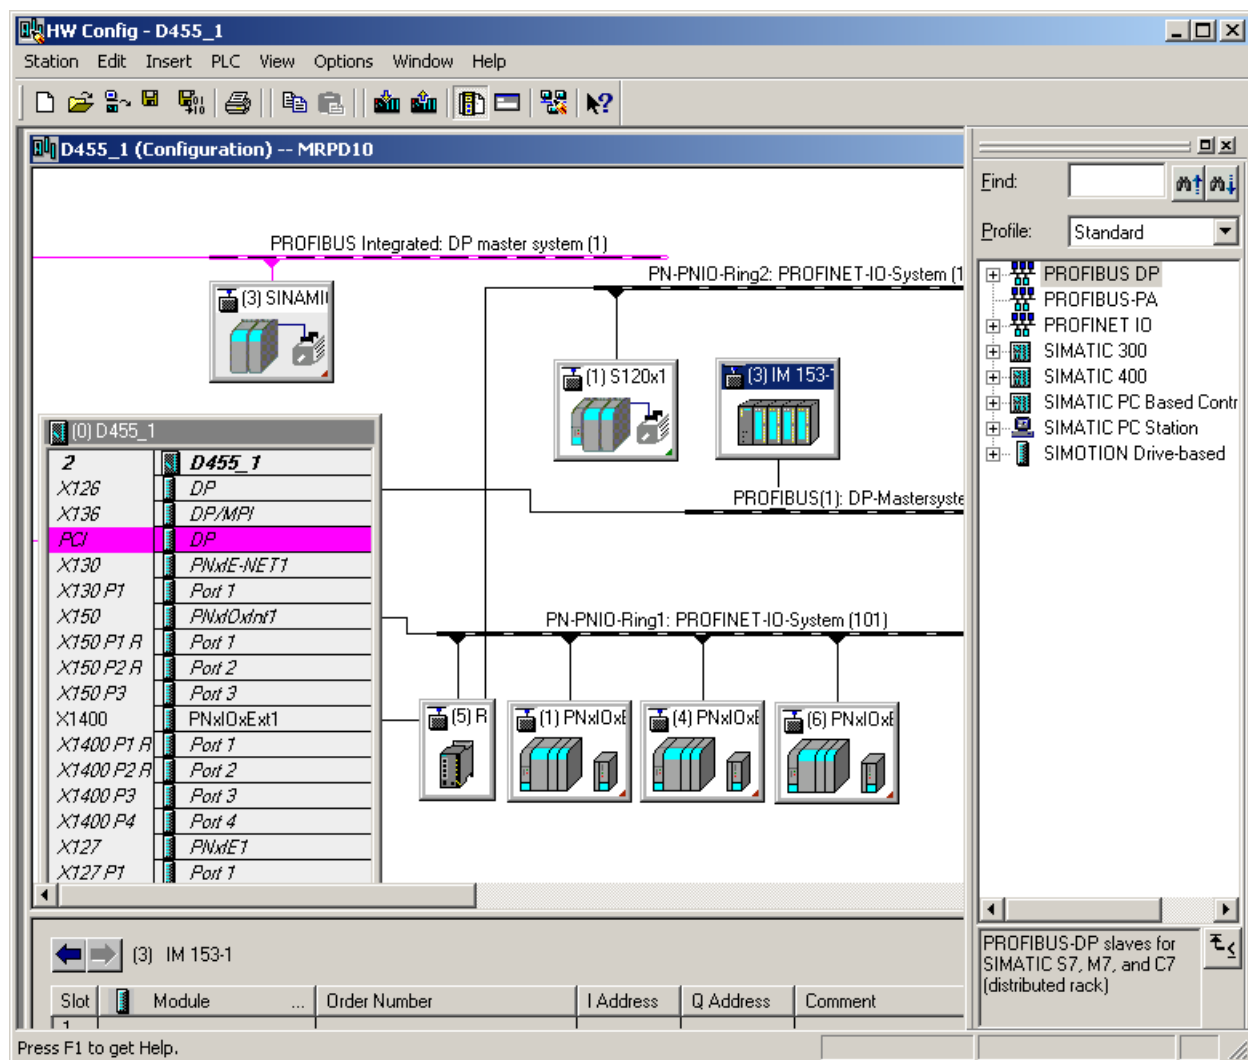 HW Config - D455_1
Station Edit Insert PLC View Options Window Help
D455_1 (Configuration) -- MRPD10
Find:
Profile: Standard
PROFIBUS DP
PROFIBUS-PA
PROFINET IO
SIMATIC 300
SIMATIC 400
SIMATIC PC Based Contr
SIMATIC PC Station
SIMOTION Drive-based
PROFIBUS Integrated: DP master system (1)
PN-PNIO-Ring2: PROFINET-IO-System (1
(3) SINAMI
(1) S120x1
(3) IM 153-1
PROFIBUS(1): DP-Mastersyste
(0) D455_1
2 D455_1
X126 DP
X136 DP/MPI
PCI DP
X130 PNxIE-NET1
X130 P1 Port 1
X150 PNxIOxInt1
X150 P1 R Port 1
X150 P2 R Port 2
X150 P3 Port 3
X1400 PNxIOxExt1
X1400 P1 R Port 1
X1400 P2 R Port 2
X1400 P3 Port 3
X1400 P4 Port 4
X127 PNxIE1
X127 P1 Port 1
PN-PNIO-Ring1: PROFINET-IO-System (101)
(5) R
(1) PNxIOxE
(4) PNxIOxE
(6) PNxIOxE
(3) IM 153-1
Slot Module ... Order Number I Address Q Address Comment
1
PROFIBUS-DP slaves for
SIMATIC S7, M7, and C7
(distributed rack)
Press F1 to get Help.